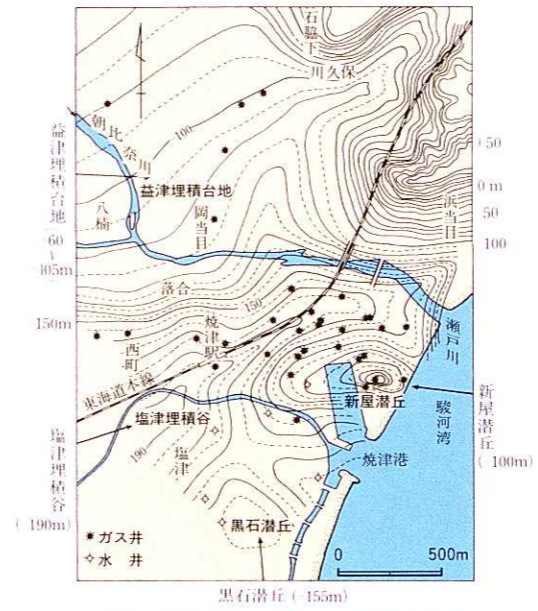 石脇下
川久保
100
朝比奈川
益津埋積台地
八楠
岡当目
浜当目
+50
0m
50
100
益津埋積台地
(-60
～
-105m)
落合
150
150m
西町
焼津駅
東海道本線
瀬戸川
新屋潜丘
駿河湾
塩津埋積谷
塩津
190
焼津港
新屋潜丘
(-100m)
塩津埋積谷
(-190m)
黒石潜丘
ガス井
水井
0 500m
黒石潜丘 (-155m)